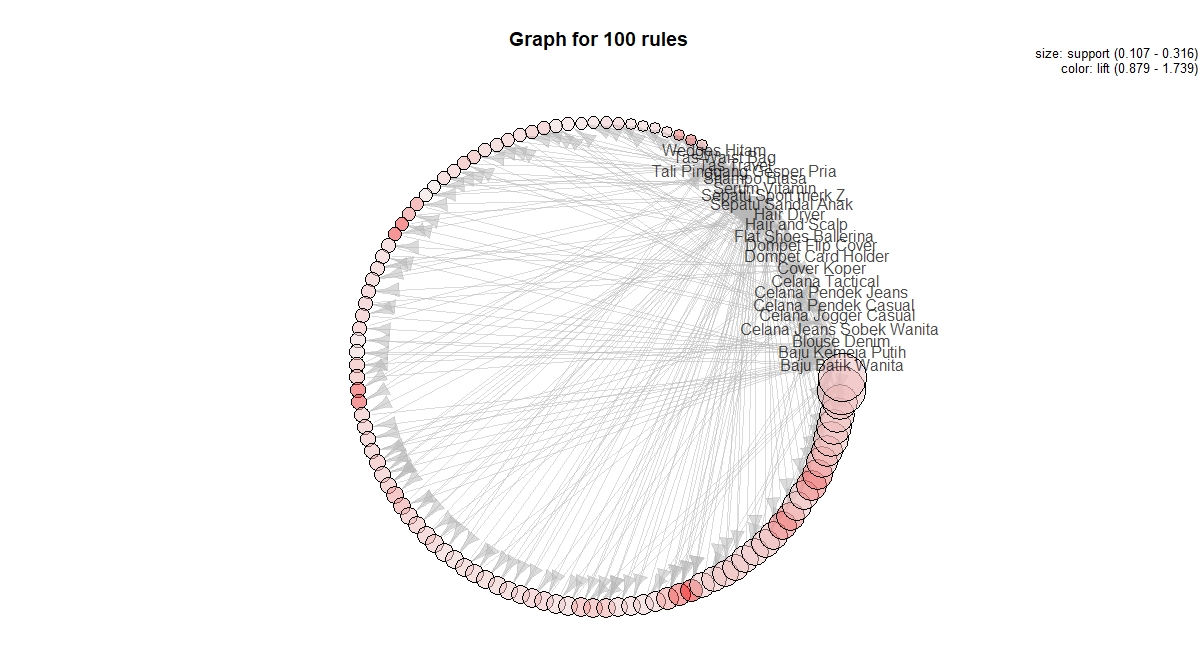 Graph for 100 rules
size: support (0.107 - 0.316)
color: lift (0.879 - 1.739)
Wedges Hitam
Tas Waist Bag
Tas Travel
Tali Pinggang Gesper Pria
Shampo Biasa
Serum Vitamin
Sepatu Sport merk Z
Sepatu Sandal Anak
Hair Dryer
Hair and Scalp
Flat Shoes Ballerina
Dompet Flip Cover
Dompet Card Holder
Cover Koper
Celana Tactical
Celana Pendek Jeans
Celana Pendek Casual
Celana Jogger Casual
Celana Jeans Sobek Wanita
Blouse Denim
Baju Kemeja Putih
Baju Batik Wanita